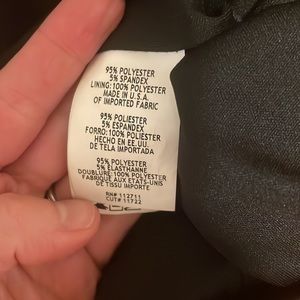 95% POLYESTER
5% SPANDEX
LINING: 100% POLYESTER
MADE IN U.S.A.
OF IMPORTED FABRIC
95% POLIESTER
5% ESPANDEX
FORRO: 100% POLIESTER
HECHO EN EE.UU.
DE TELA IMPORTADA
95% POLYESTER
5% ELASTHANNE
DOUBLURE: 100% POLYESTER
FABRIQUE AUX ETATS-UNIS
DE TISSU IMPORTE
RN# 112711
CUT# 11722